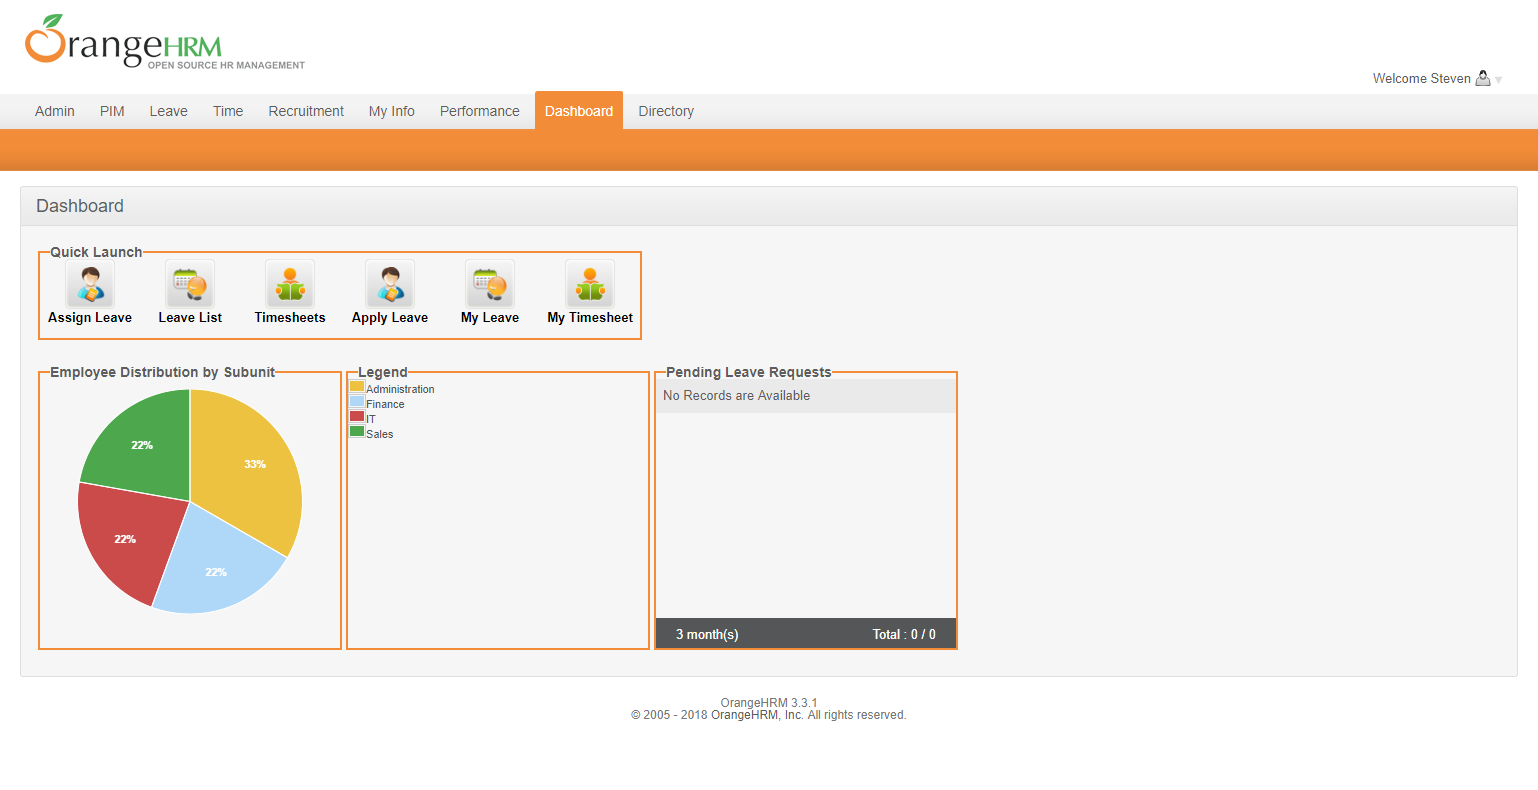 OrangeHRM
OPEN SOURCE HR MANAGEMENT
Welcome Steven
Admin PIM Leave Time Recruitment My Info Performance Dashboard Directory
Dashboard
Quick Launch
Assign Leave Leave List Timesheets Apply Leave My Leave My Timesheet
Employee Distribution by Subunit
22%
33%
22%
22%
Legend
Administration
Finance
IT
Sales
Pending Leave Requests
No Records are Available
3 month(s) Total : 0 / 0
OrangeHRM 3.3.1
© 2005 - 2018 OrangeHRM, Inc. All rights reserved.